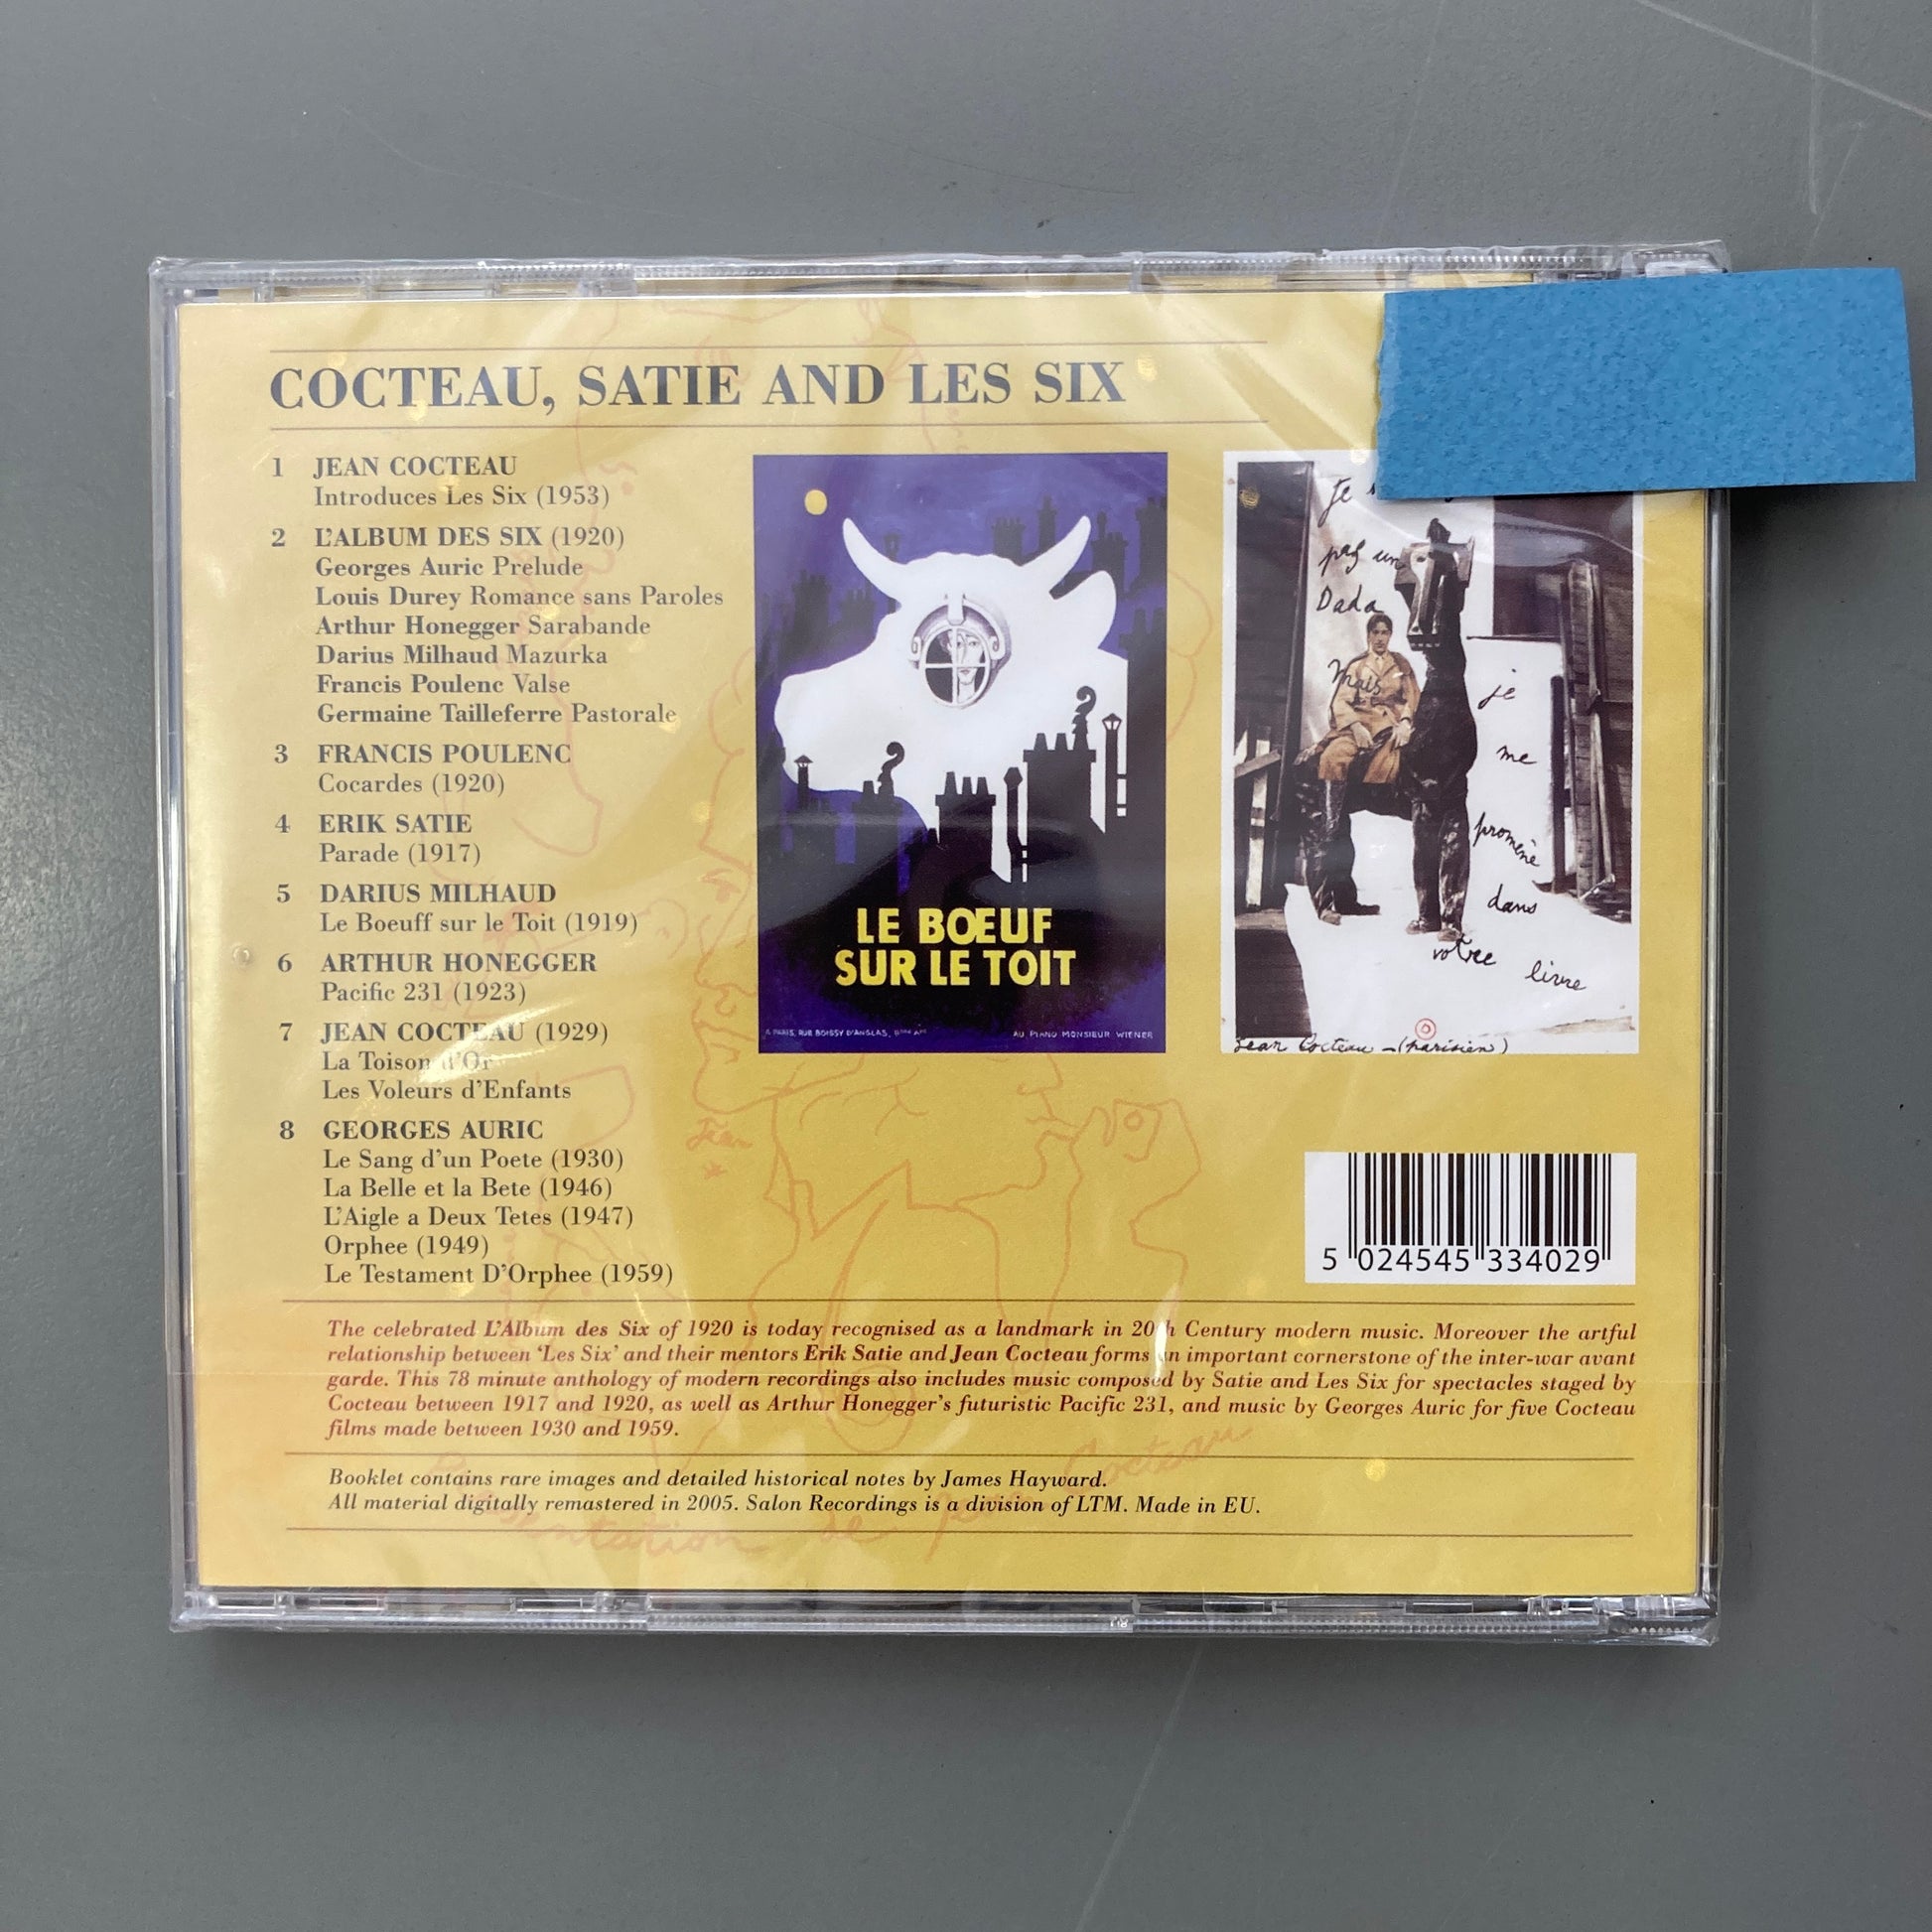 COCTEAU, SATIE AND LES SIX
1 JEAN COCTEAU
Introduces Les Six (1953)
2 L'ALBUM DES SIX (1920)
Georges Auric Prelude
Louis Durey Romance sans Paroles
Arthur Honegger Sarabande
Darius Milhaud Mazurka
Francis Poulenc Valse
Germaine Tailleferre Pastorale
3 FRANCIS POULENC
Cocardes (1920)
4 ERIK SATIE
Parade (1917)
5 DARIUS MILHAUD
Le Boeuff sur le Toit (1919)
6 ARTHUR HONEGGER
Pacific 231 (1923)
7 JEAN COCTEAU (1929)
La Toison d'Or
Les Voleurs d'Enfants
8 GEORGES AURIC
Le Sang d'un Poete (1930)
La Belle et la Bete (1946)
L'Aigle a Deux Tetes (1947)
Orphee (1949)
Le Testament D'Orphee (1959)
LE BŒUF
SUR LE TOIT
A PARIS, RUE BOISSY D'ANGLAS, 8
AU PIANO MONSIEUR WIENER
je
pas un
Dada
Mais
je
me
promène
dans
votre
livre
Jean Cocteau - (parisien)
Jean
5 024545 334029
The celebrated L'Album des Six of 1920 is today recognised as a landmark in 20th Century modern music. Moreover the artful
relationship between 'Les Six' and their mentors Erik Satie and Jean Cocteau forms an important cornerstone of the inter-war avant
garde. This 78 minute anthology of modern recordings also includes music composed by Satie and Les Six for spectacles staged by
Cocteau between 1917 and 1920, as well as Arthur Honegger's futuristic Pacific 231, and music by Georges Auric for five Cocteau
films made between 1930 and 1959.
Booklet contains rare images and detailed historical notes by James Hayward.
All material digitally remastered in 2005. Salon Recordings is a division of LTM. Made in EU.
de Jean Cocteau